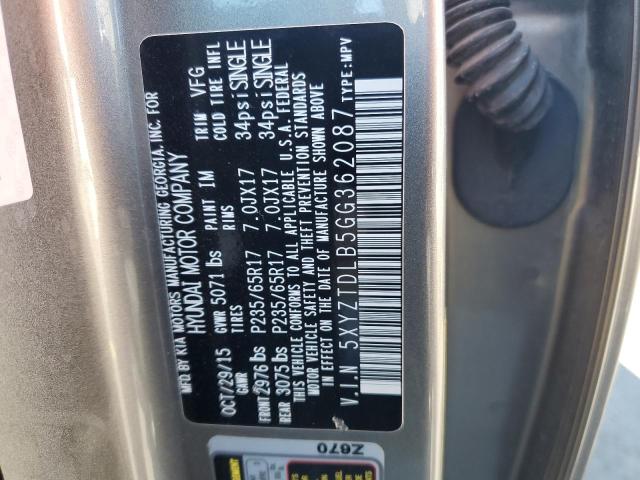 MFD.BY KIA MOTORS MANUFACTURING GEORGIA, INC. FOR
HYUNDAI MOTOR COMPANY
OCT/29/15 GVWR 5071 lbs PAINT IM TRIM VFG
GAWR TIRES RIMS COLD TIRE INFL
FRONT 2976 lbs P235/65R17 7.0JX17 34psi SINGLE
REAR 3075 lbs P235/65R17 7.0JX17 34psi SINGLE
THIS VEHICLE CONFORMS TO ALL APPLICABLE U.S.A. FEDERAL
MOTOR VEHICLE SAFETY AND THEFT PREVENTION STANDARDS
IN EFFECT ON THE DATE OF MANUFACTURE SHOWN ABOVE
V.I.N 5XYZTDLB5GG362087 TYPE:MPV
Z670